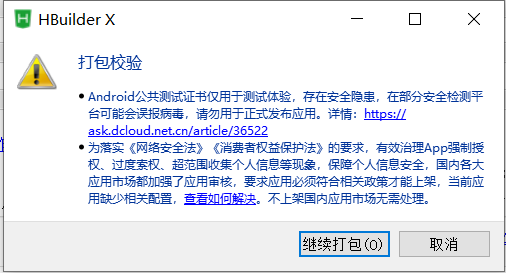 HBuilder X
打包校验
Android公共测试证书仅用于测试体验，存在安全隐患，在部分安全检测平
台可能会误报病毒，请勿用于正式发布应用。详情：https://
ask.dcloud.net.cn/article/36522
为落实《网络安全法》《消费者权益保护法》的要求，有效治理App强制授
权、过度索权、超范围收集个人信息等现象，保障个人信息安全，国内各大
应用市场都加强了应用审核，要求应用必须符合相关政策才能上架，当前应
用缺少相关配置，查看如何解决。不上架国内应用市场无需处理。
继续打包(O)
取消